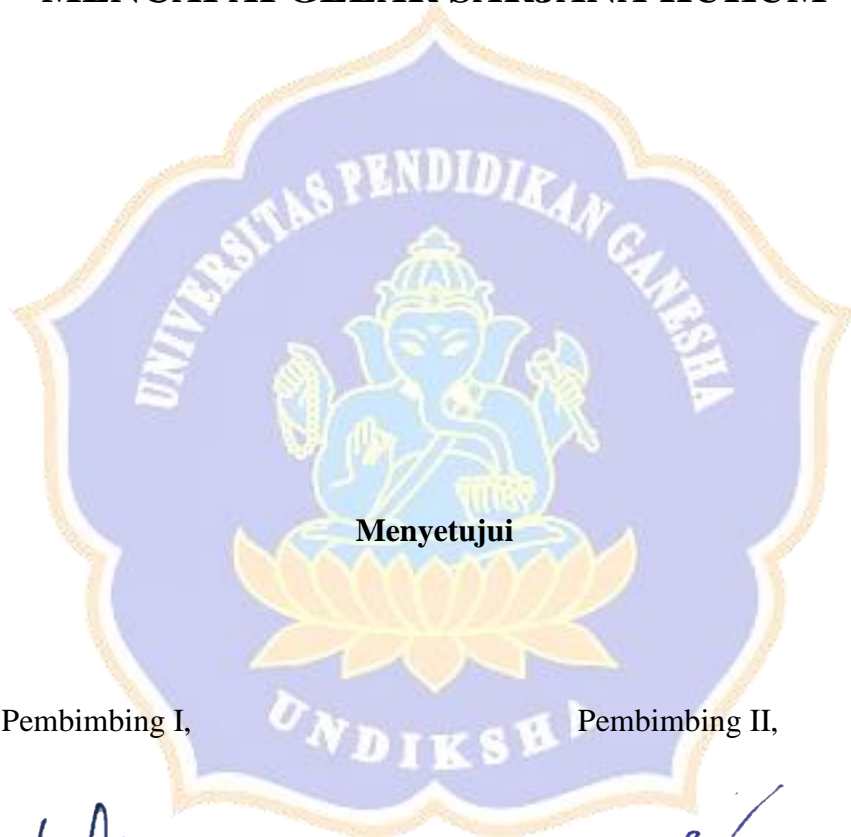 MENCAPAI GELAR SARJANA HUKUM
UNIVERSITAS PENDIDIKAN GANESHA
Menyetujui
UNDIKSHA
Pembimbing I,
Pembimbing II,